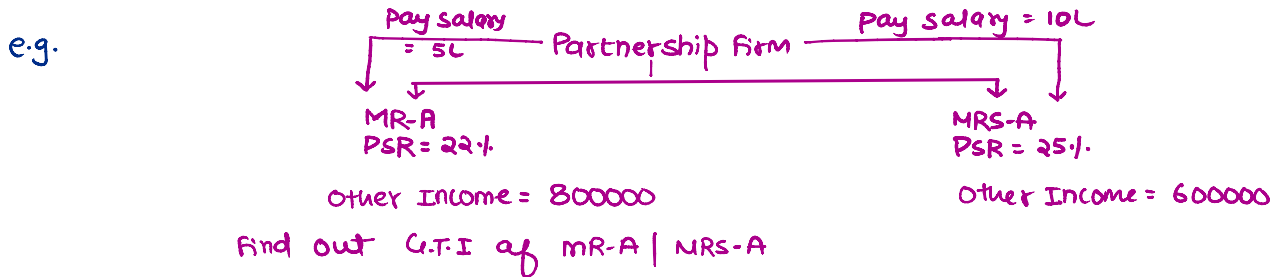 e.g.
Pay salary = 5L
Partnership Firm
Pay salary = 10L
MR-A
PSR = 22%
MRS-A
PSR = 25%
Other Income = 800000
Other Income = 600000
Find out G.T.I of MR-A | MRS-A